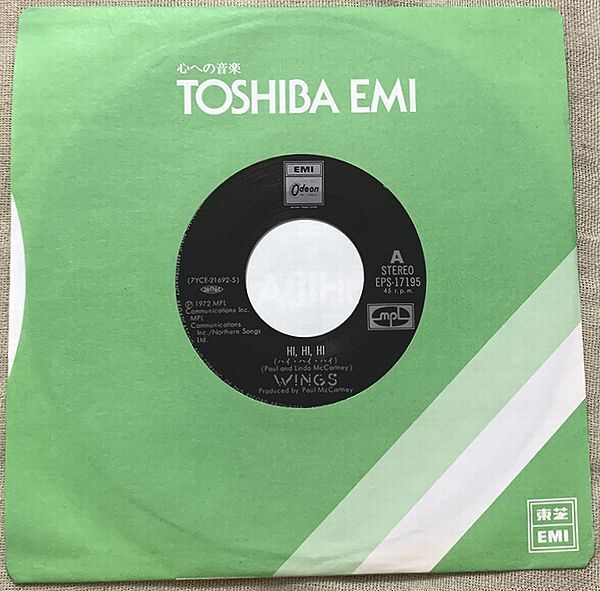 心への音楽
TOSHIBA EMI
EMI
Odeon
(7YCE-21692-S)
A
STEREO
EPS-17195
45 r.p.m.
Ⓟ 1972 MPL
Communications Inc.
MPL
Communications
Inc./Northern Songs
Ltd.
mpl
HI, HI, HI
(ハイ・ハイ・ハイ)
(Paul and Linda McCartney)
WINGS
Produced by Paul McCartney
東芝
EMI